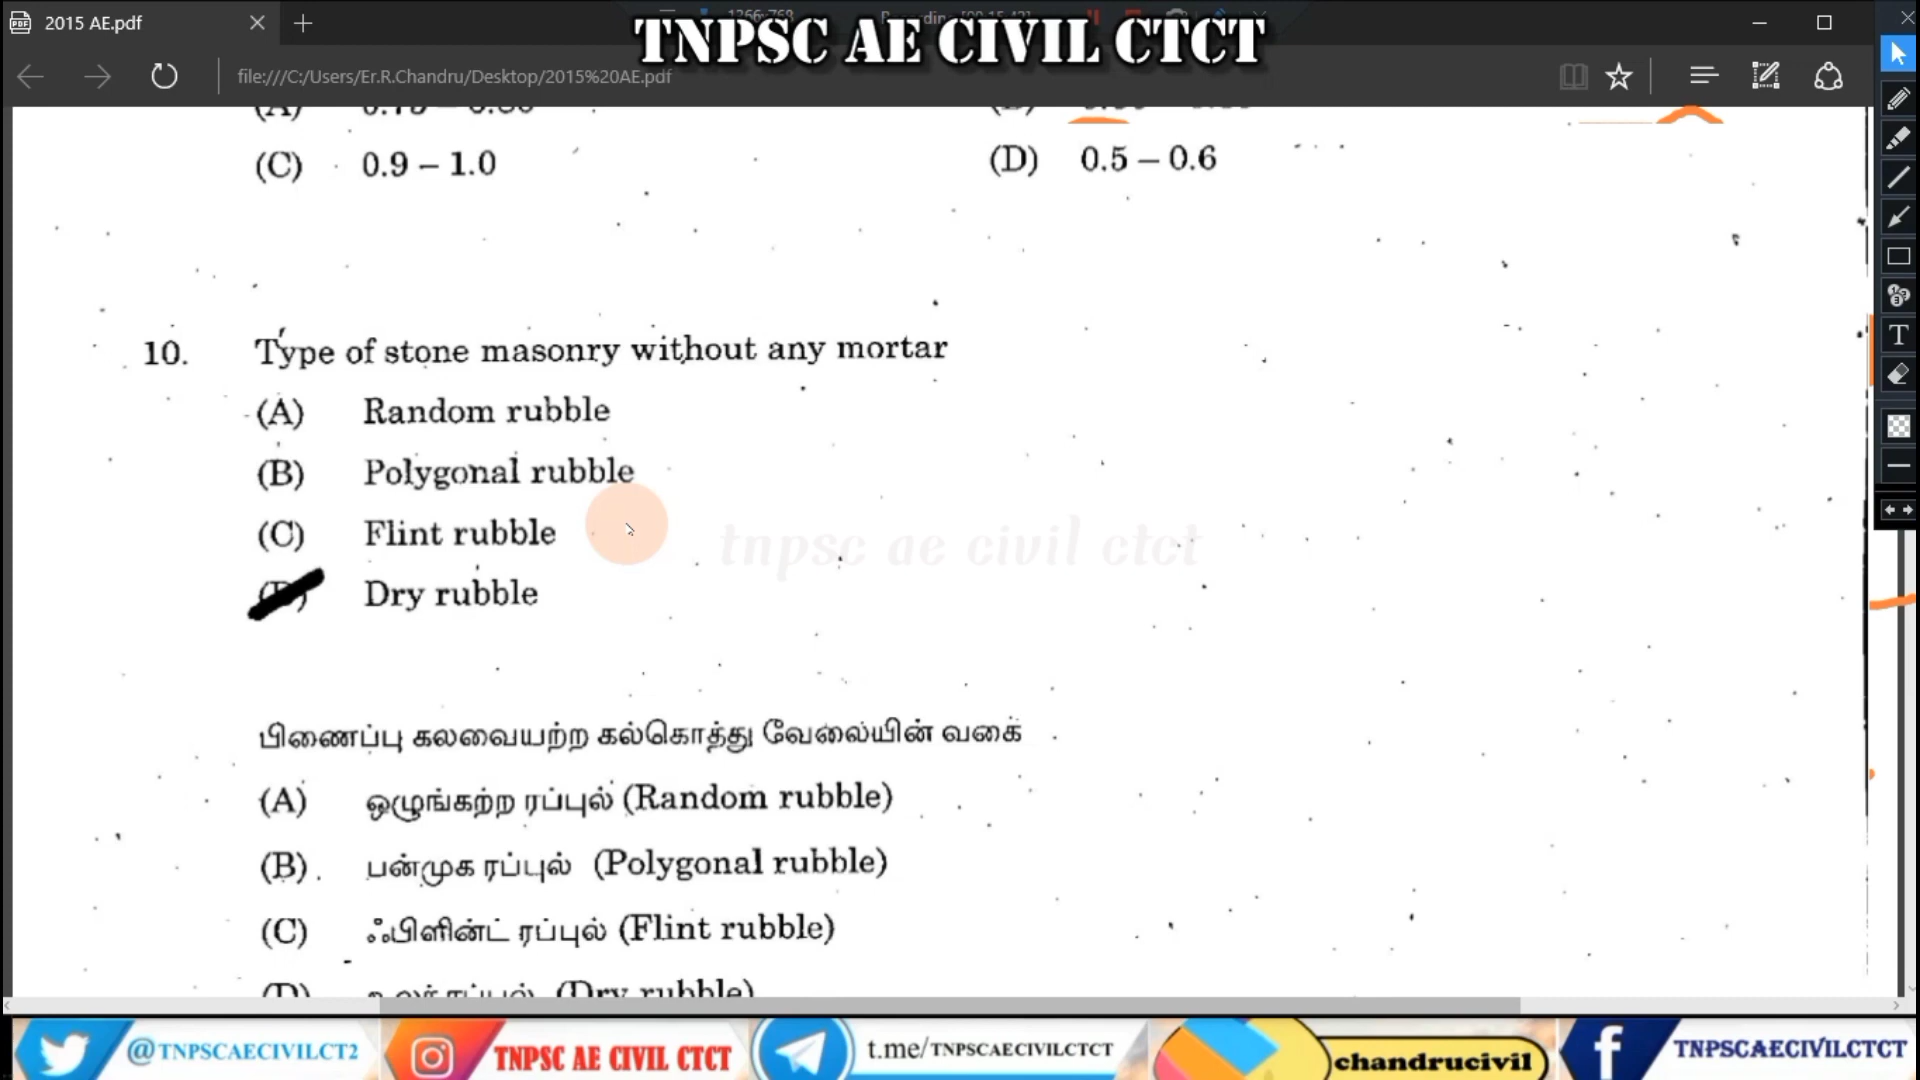 2015 AE.pdf
TNPSC AE CIVIL CTCT
file:///C:/Users/Er.R.Chandru/Desktop/2015%20AE.pdf
(C) 0.9 – 1.0 (D) 0.5 – 0.6
10. Type of stone masonry without any mortar
(A) Random rubble
(B) Polygonal rubble
(C) Flint rubble
tnpsc ae civil ctct
Dry rubble
பிணைப்பு கலவையற்ற கல்கொத்து வேலையின் வகை
(A) ஒழுங்கற்ற ரப்புல் (Random rubble)
(B) பன்முக ரப்புல் (Polygonal rubble)
(C) ஃபிளின்ட் ரப்புல் (Flint rubble)
(D) (Dry rubble)
@TNPSCAECIVILCT2 TNPSC AE CIVIL CTCT t.me/TNPSCAECIVILCTCT chandrucivil TNPSCAECIVILCTCT